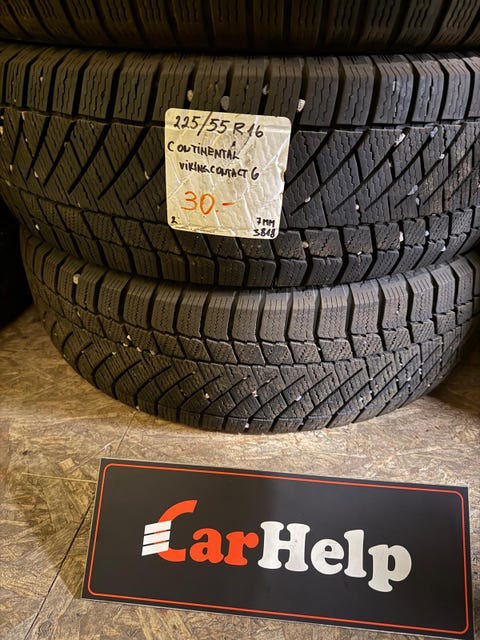 225/55 R16
CONTINENTAL
VIKINGCONTACT 6
30.-
2. 7MM
3818
CarHelp